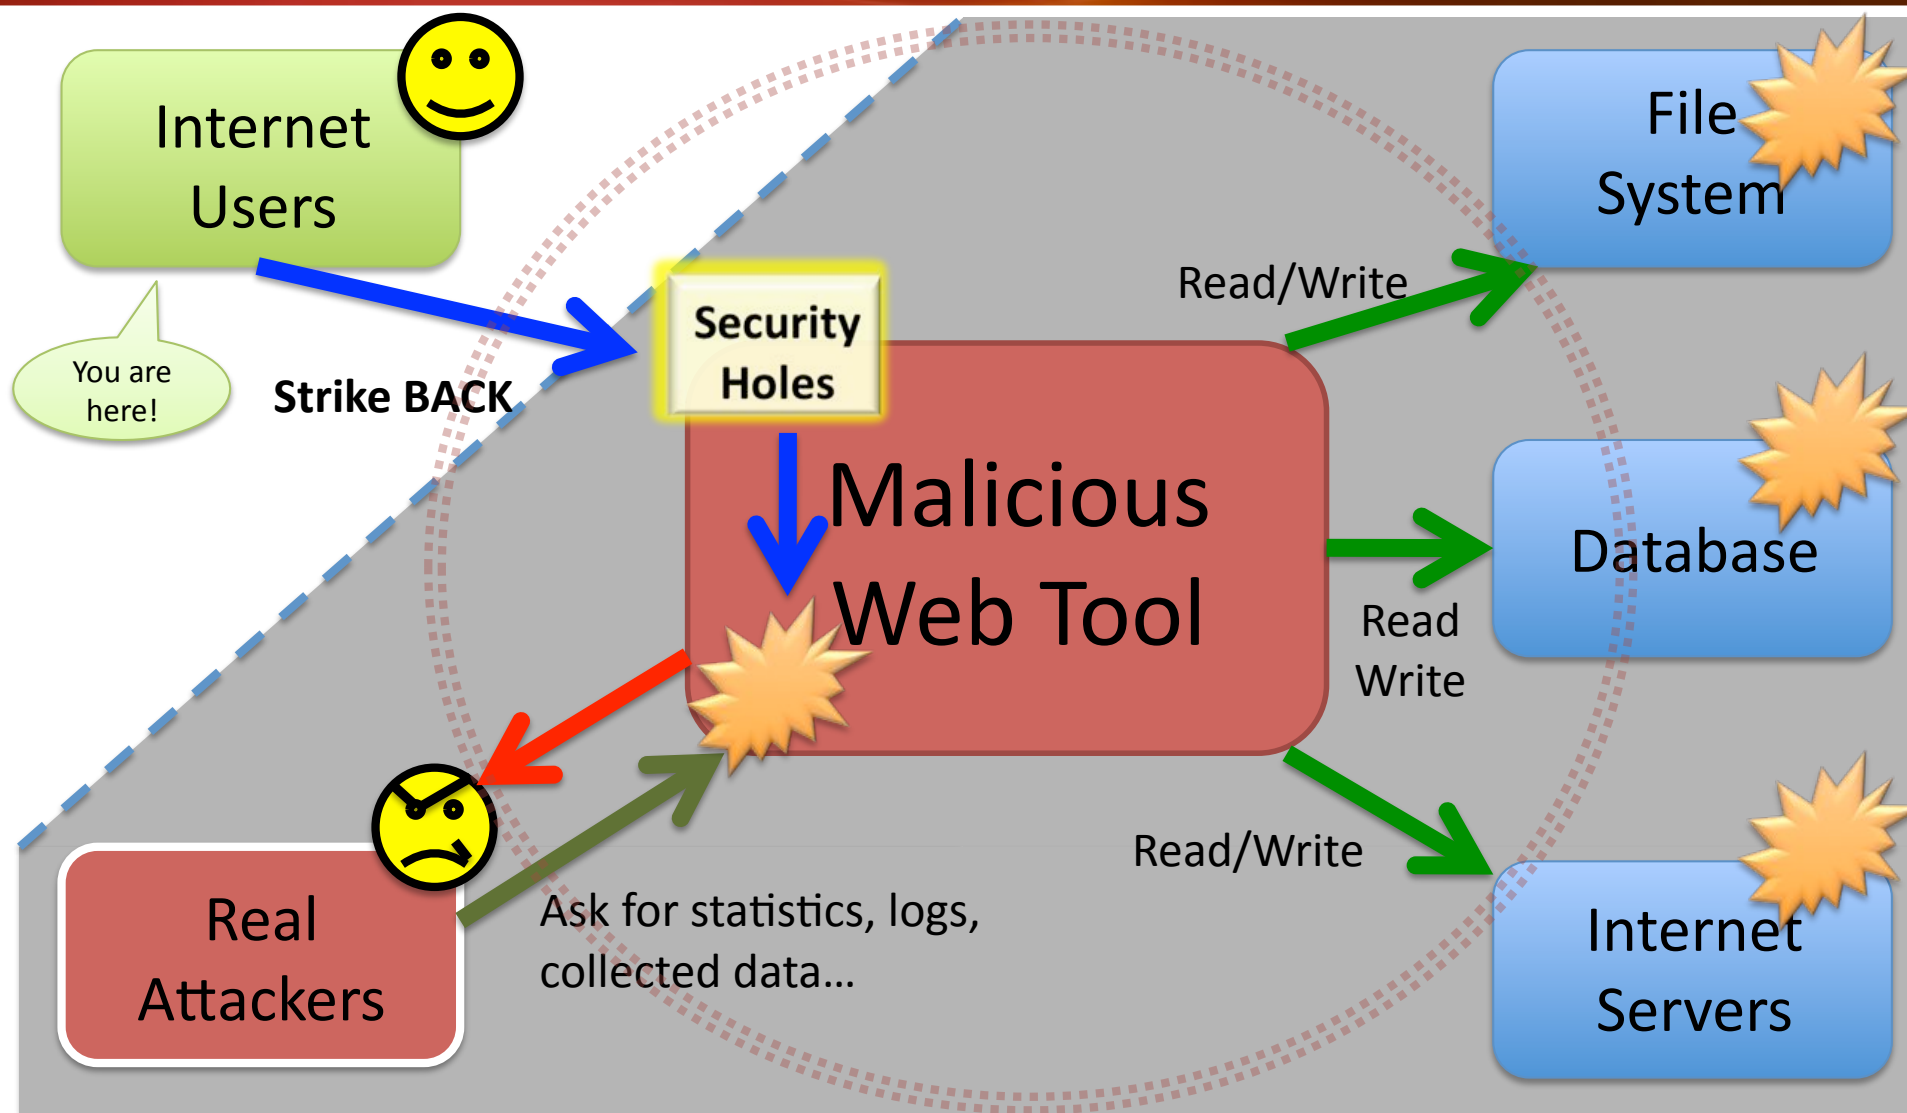 Internet
Users
You are
here!
Strike BACK
Security
Holes
Malicious
Web Tool
Read/Write
File
System
Database
Read
Write
Read/Write
Internet
Servers
Real
Attackers
Ask for statistics, logs,
collected data...